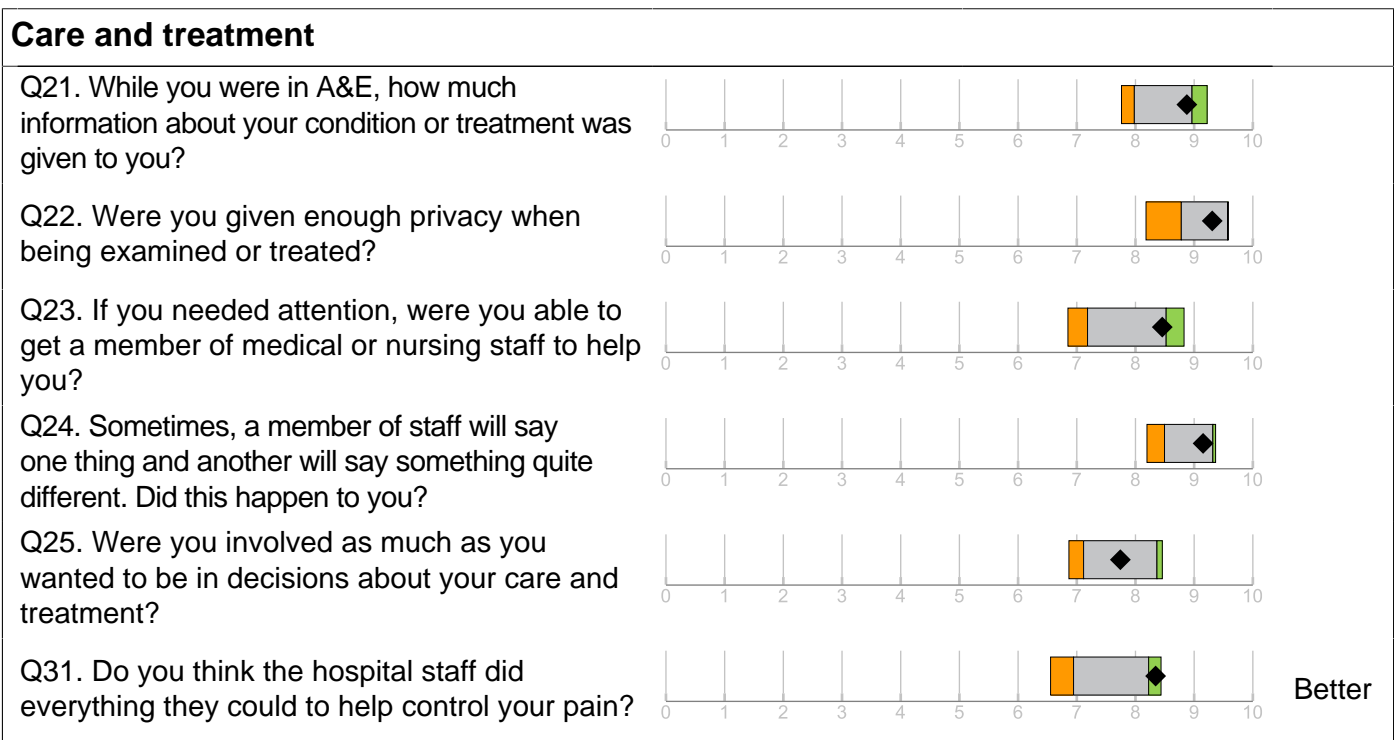 Care and treatment
Q21. While you were in A&E, how much
information about your condition or treatment was
given to you?
0 1 2 3 4 5 6 7 8 9 10
Q22. Were you given enough privacy when
being examined or treated?
0 1 2 3 4 5 6 7 8 9 10
Q23. If you needed attention, were you able to
get a member of medical or nursing staff to help
you?
0 1 2 3 4 5 6 7 8 9 10
Q24. Sometimes, a member of staff will say
one thing and another will say something quite
different. Did this happen to you?
0 1 2 3 4 5 6 7 8 9 10
Q25. Were you involved as much as you
wanted to be in decisions about your care and
treatment?
0 1 2 3 4 5 6 7 8 9 10
Q31. Do you think the hospital staff did
everything they could to help control your pain?
0 1 2 3 4 5 6 7 8 9 10
Better